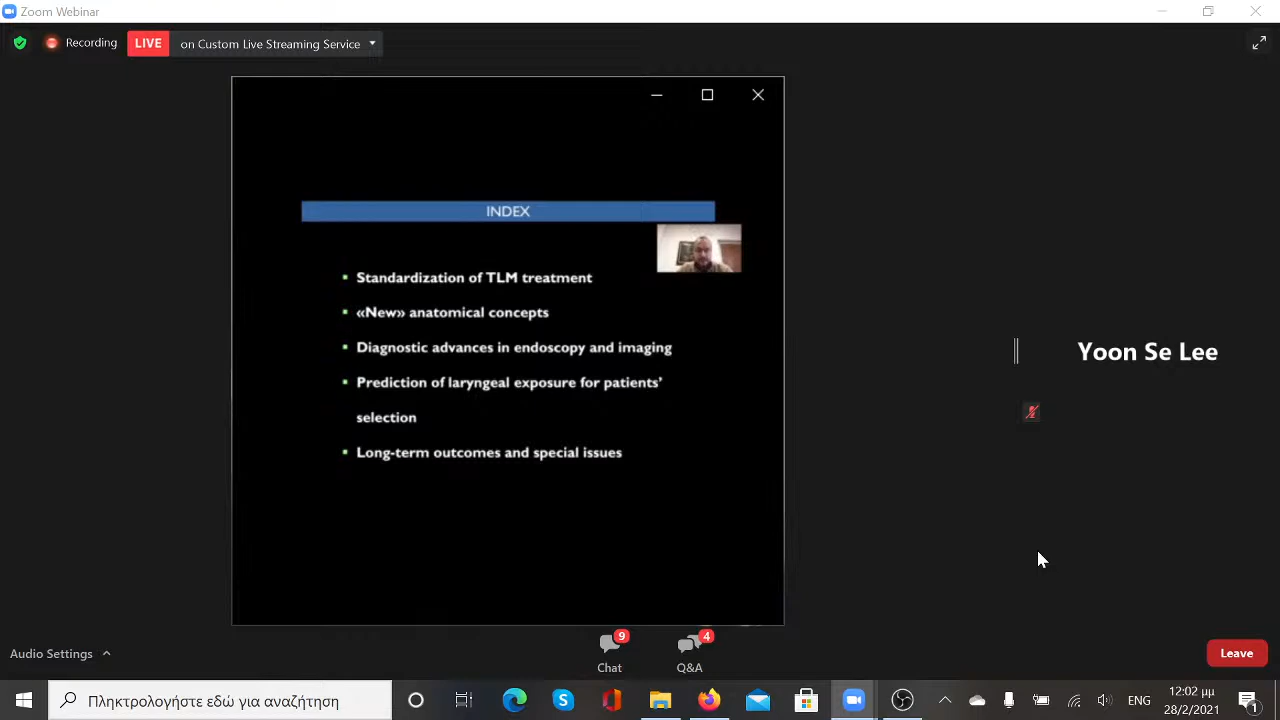 Zoom Webinar
Recording
LIVE
on Custom Live Streaming Service
INDEX
Standardization of TLM treatment
«New» anatomical concepts
Diagnostic advances in endoscopy and imaging
Prediction of laryngeal exposure for patients’
selection
Long-term outcomes and special issues
Yoon Se Lee
Audio Settings
9
Chat
4
Q&A
Leave
Πληκτρολογήστε εδώ για αναζήτηση
ENG
12:02 μμ
28/2/2021
1